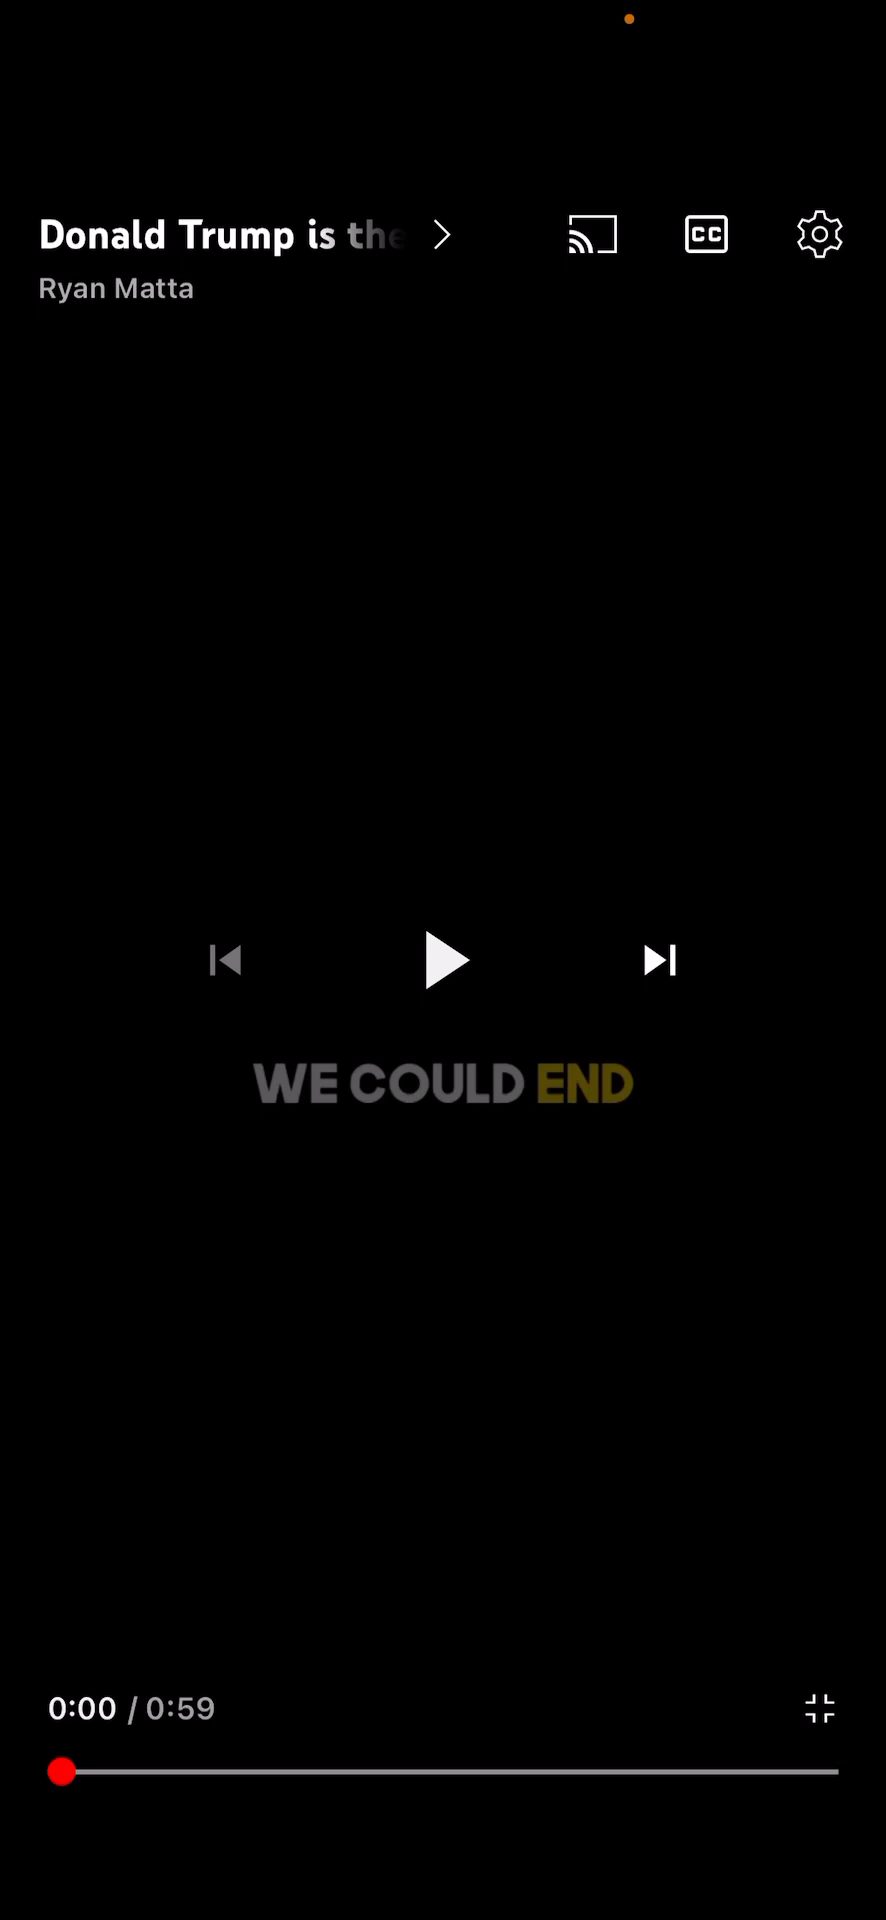 Donald Trump is the
CC
Ryan Matta
WE COULD END
0:00 / 0:59